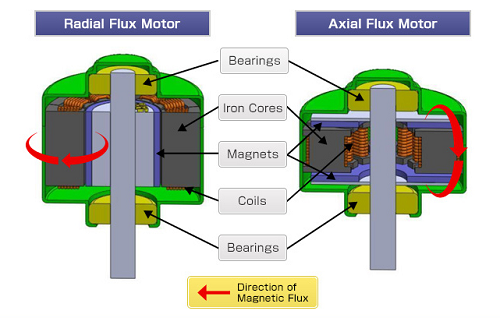 Radial Flux Motor
Axial Flux Motor
Bearings
Iron Cores
Magnets
Coils
Bearings
Direction of
Magnetic Flux